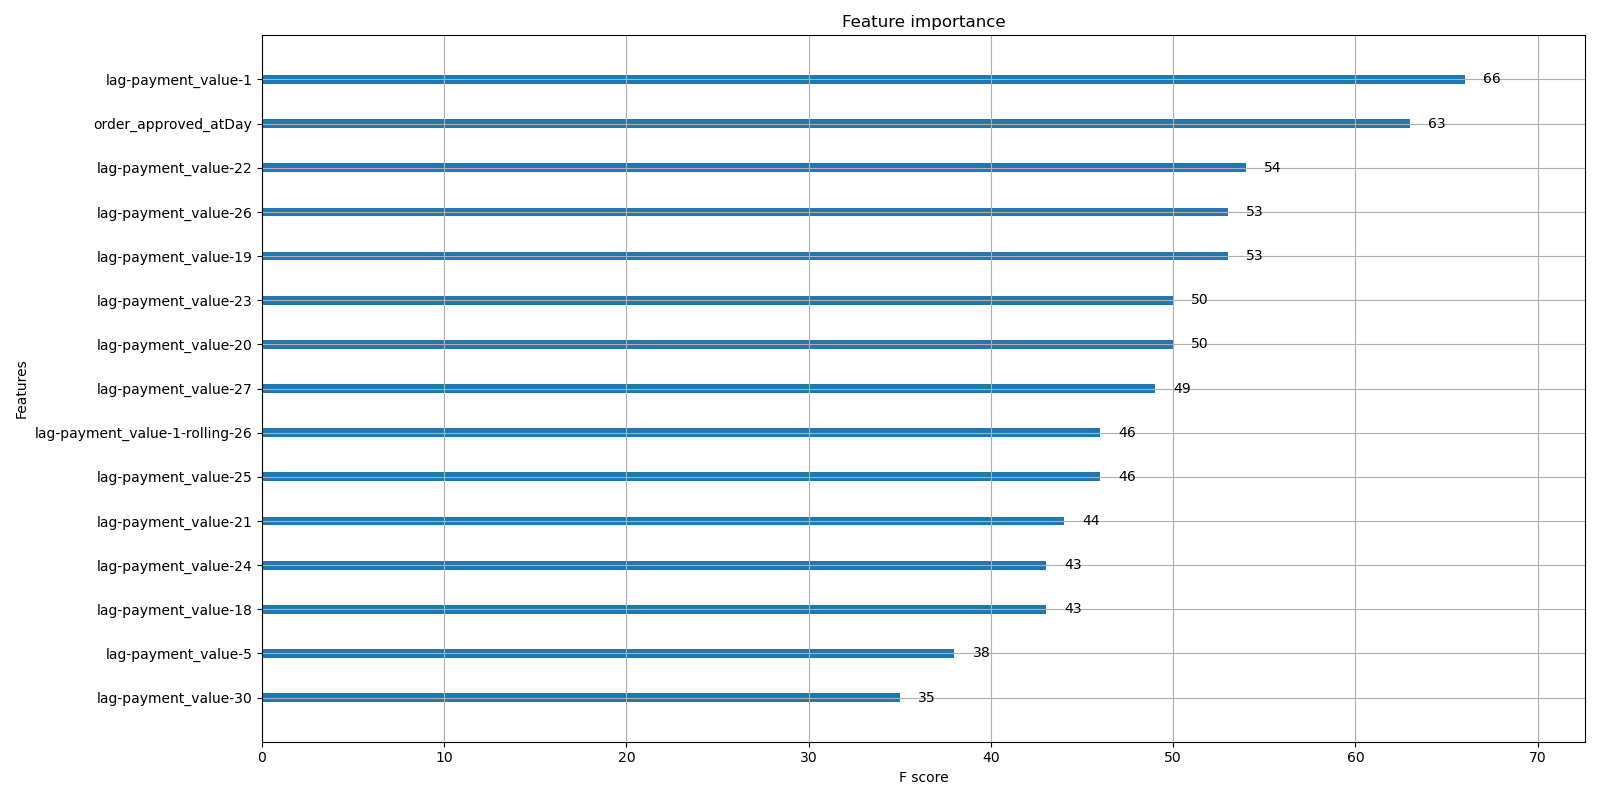 Feature importance
lag-payment_value-1 66
order_approved_atDay 63
lag-payment_value-22 54
lag-payment_value-26 53
lag-payment_value-19 53
lag-payment_value-23 50
lag-payment_value-20 50
lag-payment_value-27 49
lag-payment_value-1-rolling-26 46
lag-payment_value-25 46
lag-payment_value-21 44
lag-payment_value-24 43
lag-payment_value-18 43
lag-payment_value-5 38
lag-payment_value-30 35
Features
0 10 20 30 40 50 60 70
F score